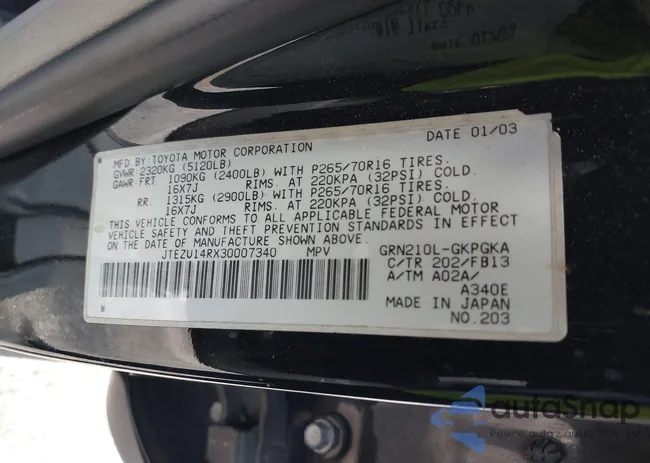 MFD BY: TOYOTA MOTOR CORPORATION DATE 01/03
GVWR 2320KG (5120LB)
GAWR: FRT 1090KG (2400LB) WITH P265/70R16 TIRES.
16X7J RIMS. AT 220KPA (32PSI) COLD.
RR. 1315KG (2900LB) WITH P265/70R16 TIRES.
16X7J RIMS. AT 220KPA (32PSI) COLD.
THIS VEHICLE CONFORMS TO ALL APPLICABLE FEDERAL MOTOR
VEHICLE SAFETY AND THEFT PREVENTION STANDARDS IN EFFECT
ON THE DATE OF MANUFACTURE SHOWN ABOVE.
JTEZU14RX30007340 MPV GRN210L-GKPGKA
C/TR 202/FB13
A/TM A02A/
A340E
MADE IN JAPAN
NO.203
autaSnap
Pewne auta z